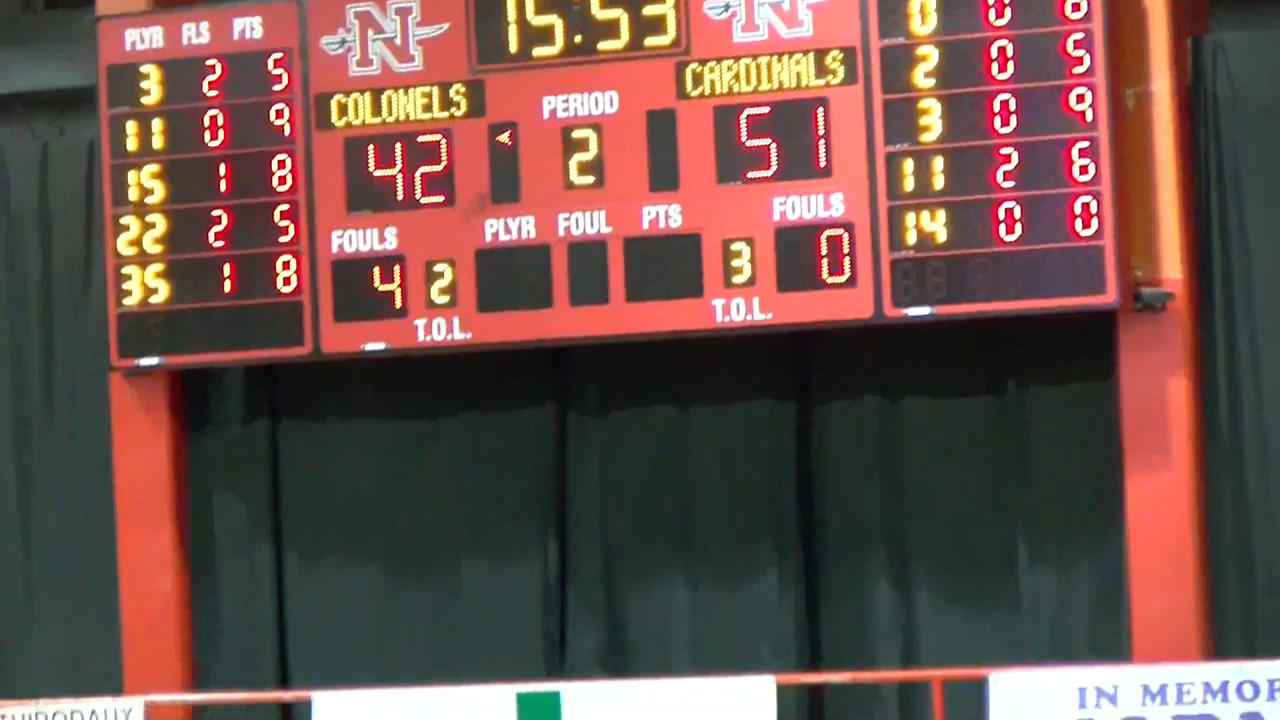 15:53
N
N
PLYR FLS PTS
3 2 5
11 0 9
15 1 8
22 2 5
35 1 8
COLONELS
42
PERIOD
2
CARDINALS
51
FOULS
4
2
T.O.L.
PLYR FOUL PTS
FOULS
0
3
T.O.L.
0 0
2 0 5
3 0 9
11 2 6
14 0 0
IN